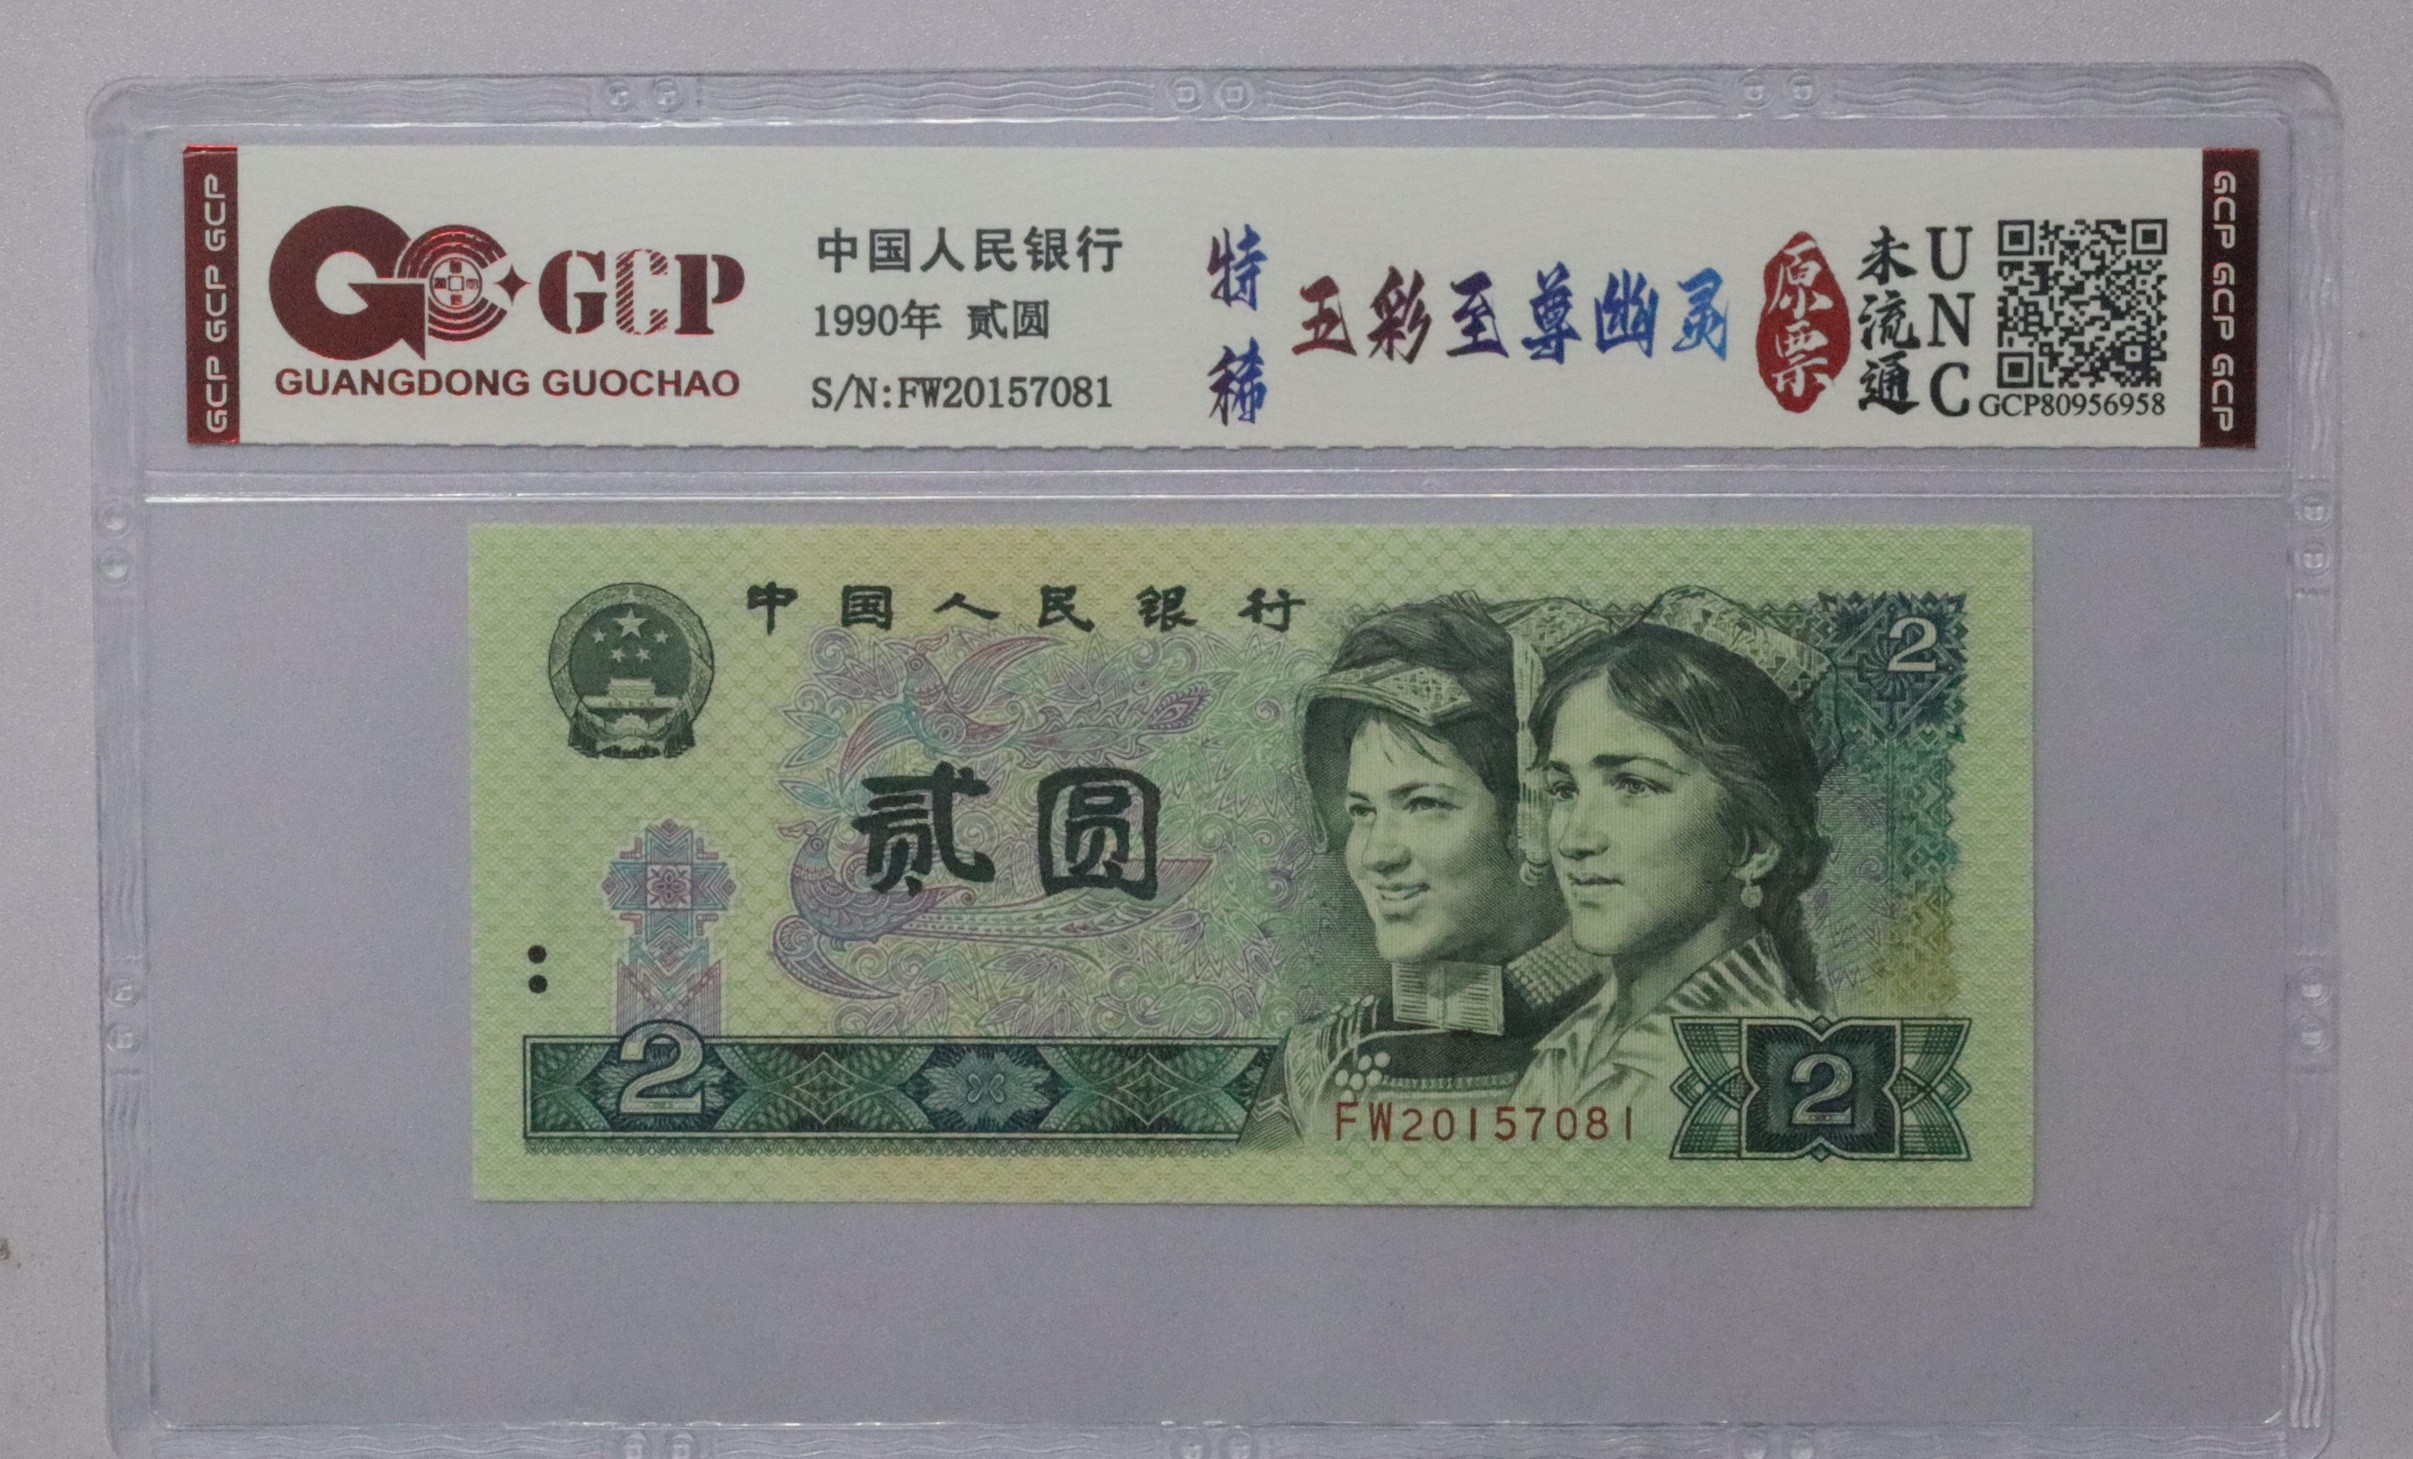 GCP GCP GCP
GCP
GUANGDONG GUOCHAO
中国人民银行
1990年 贰圆
S/N:FW20157081
特稀
五彩至尊幽灵
原票
未流通
UNC
GCP80956958
GCP GCP GCP
中国人民银行
2
贰圆
2
FW20157081
2